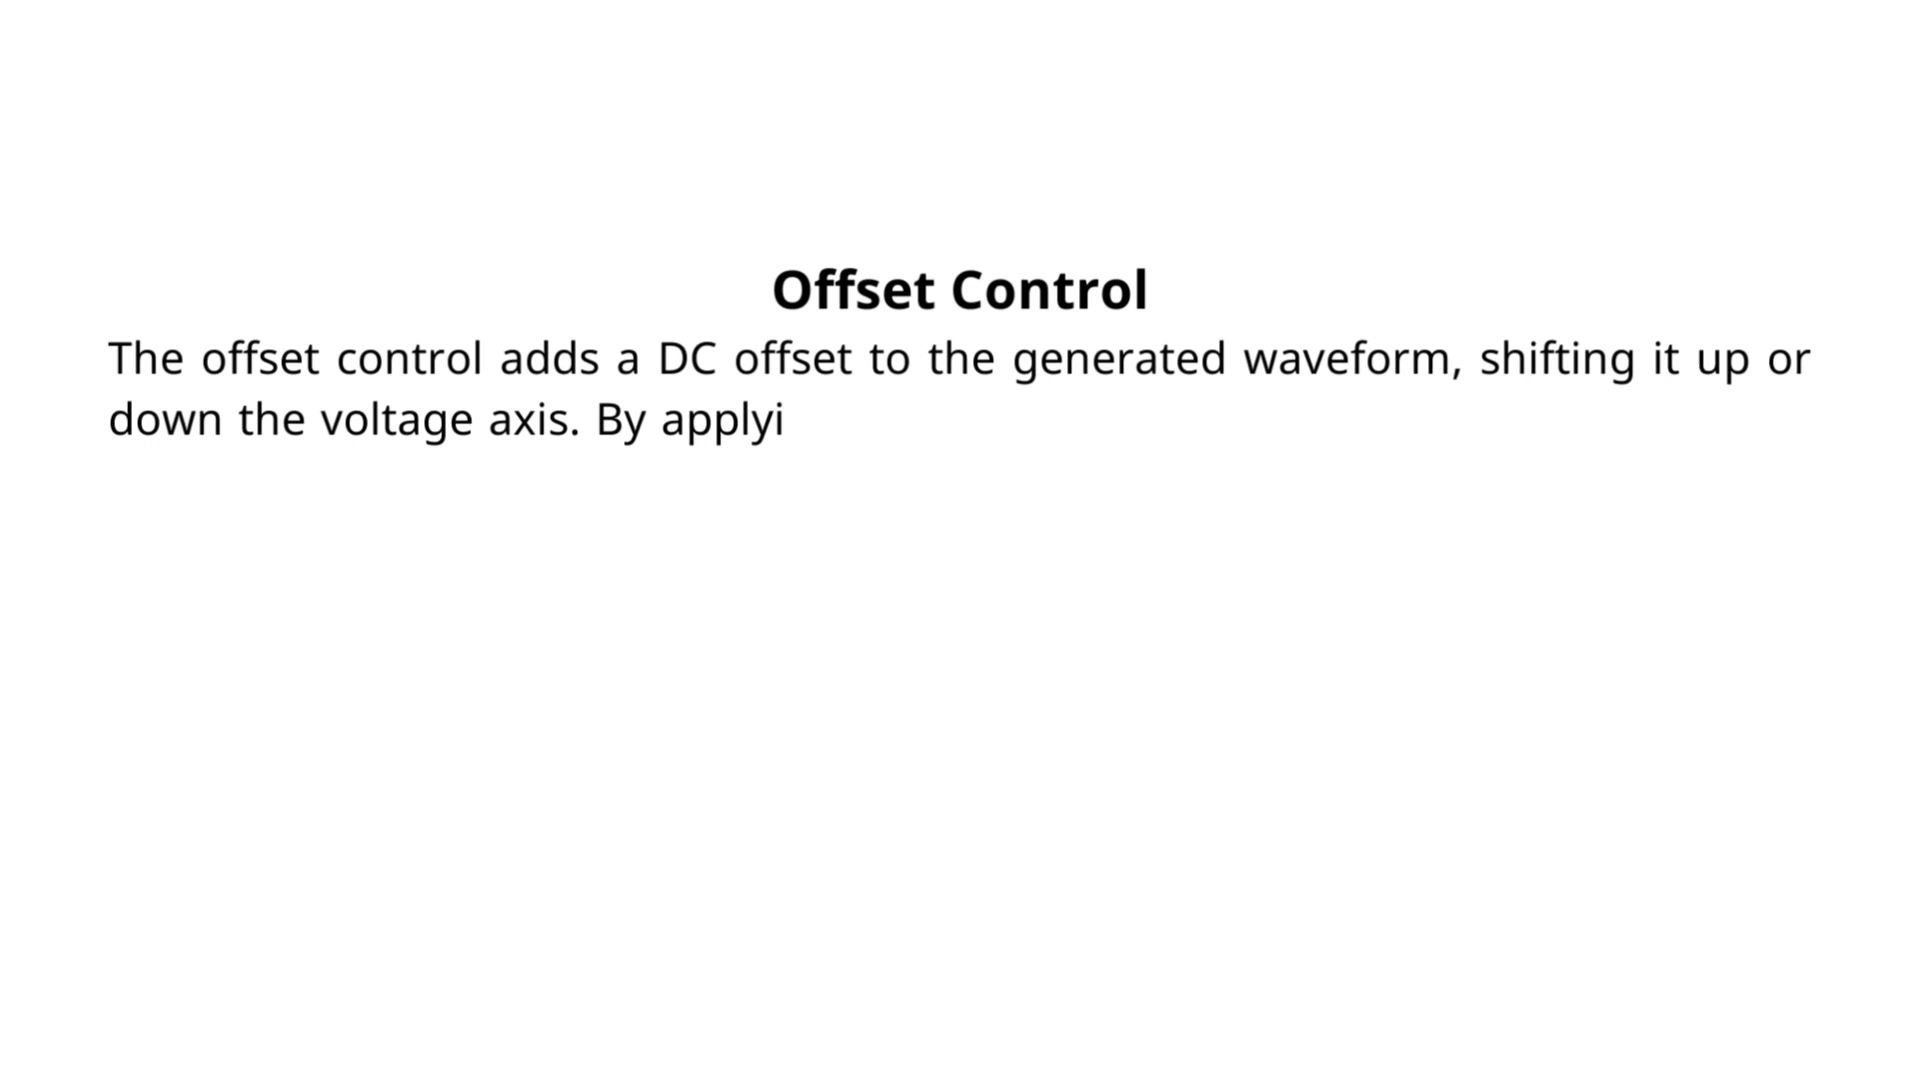 Offset Control
The offset control adds a DC offset to the generated waveform, shifting it up or
down the voltage axis. By applyi